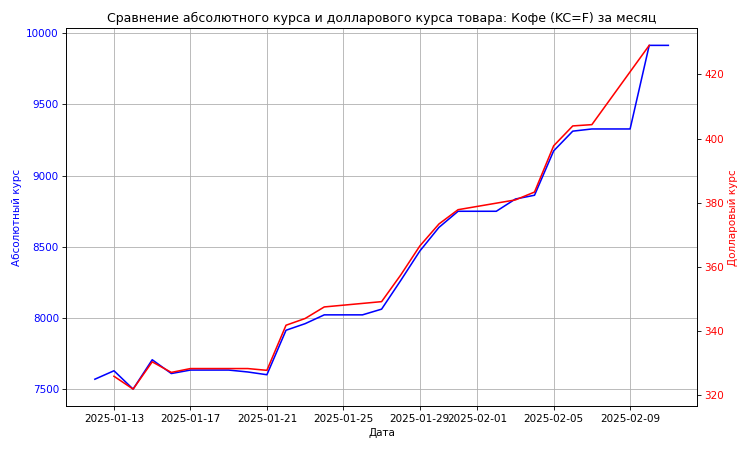 Сравнение абсолютного курса и долларового курса товара: Кофе (KC=F) за месяц
10000
9500
9000
8500
8000
7500
Абсолютный курс
420
400
380
360
340
320
Долларовый курс
2025-01-13 2025-01-17 2025-01-21 2025-01-25 2025-01-29 2025-02-01 2025-02-05 2025-02-09
Дата